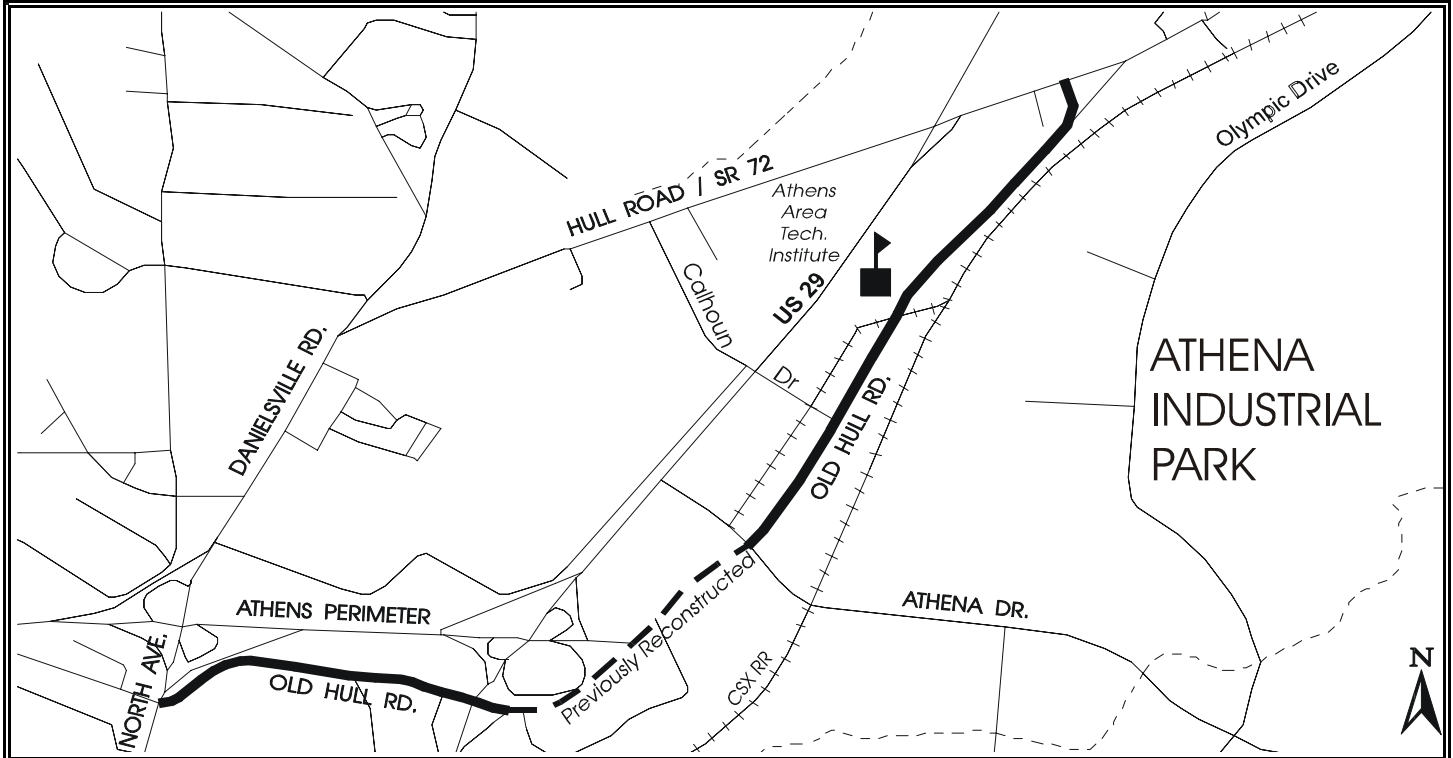 Olympic Drive
HULL ROAD / SR 72
Athens
Area
Tech.
Institute
Calhoun
Dr
US 29
DANIELSVILLE RD.
OLD HULL RD.
ATHENA
INDUSTRIAL
PARK
Previously Reconstructed
ATHENS PERIMETER
ATHENA DR.
NORTH AVE.
OLD HULL RD.
CSX RR
N